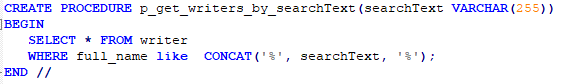 CREATE PROCEDURE p_get_writers_by_searchText(searchText VARCHAR(255))
BEGIN
SELECT * FROM writer
WHERE full_name like  CONCAT('%', searchText, '%');
END //